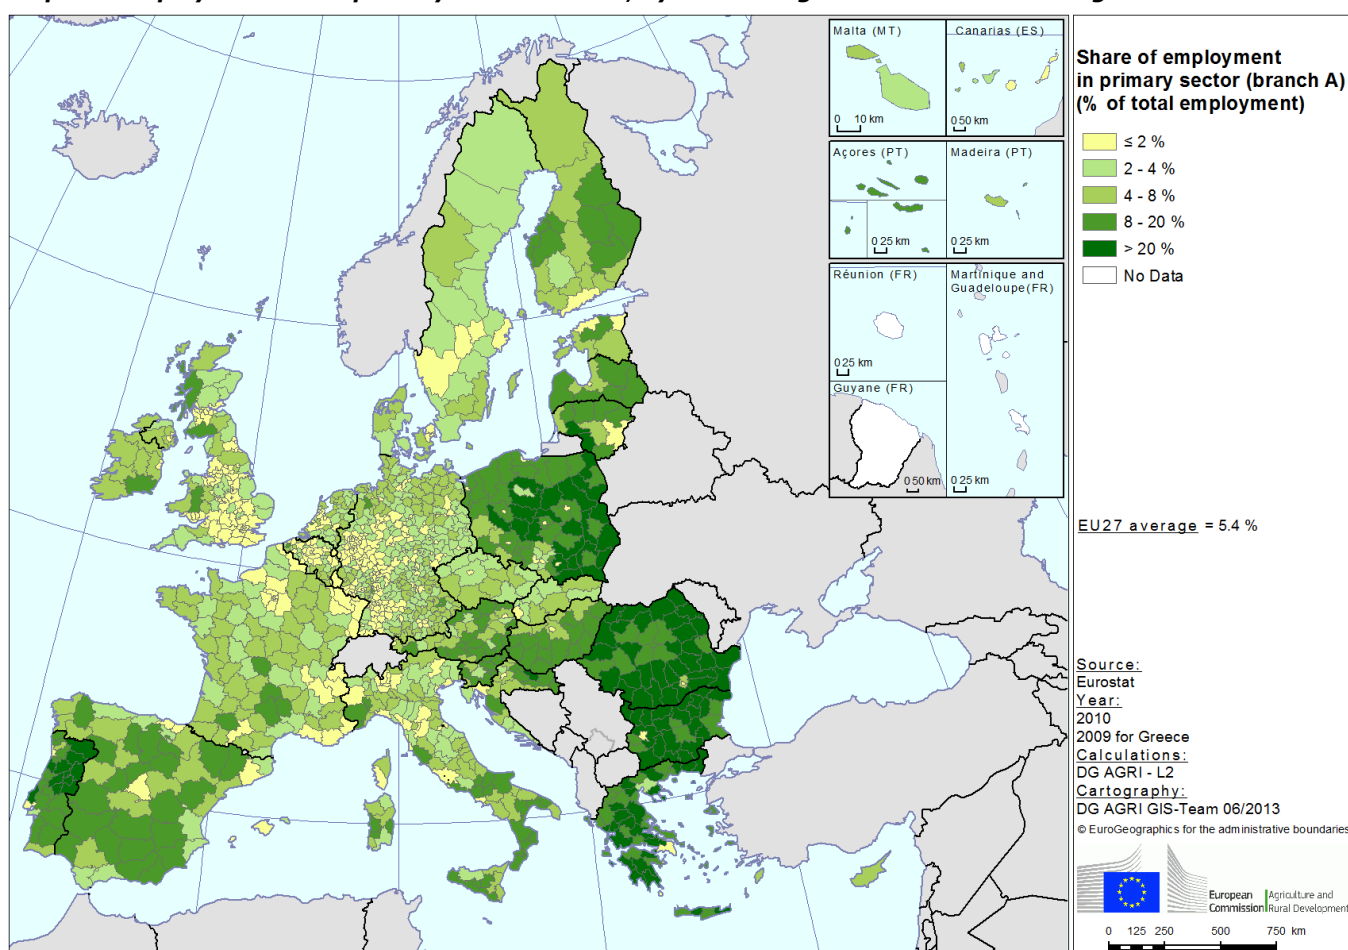 Malta (MT)
0 10 km
Canarias (ES)
0 50 km
Açores (PT)
0 25 km
Madeira (PT)
0 25 km
Réunion (FR)
0 25 km
Martinique and
Guadeloupe(FR)
0 25 km
Guyane (FR)
0 50 km
Share of employment
in primary sector (branch A)
(% of total employment)
≤ 2 %
2 - 4 %
4 - 8 %
8 - 20 %
> 20 %
No Data
EU27 average = 5.4 %
Source:
Eurostat
Year:
2010
2009 for Greece
Calculations:
DG AGRI - L2
Cartography:
DG AGRI GIS-Team 06/2013
© EuroGeographics for the administrative boundaries
European
Commission
Agriculture and
Rural Development
0 125 250 500 750 km